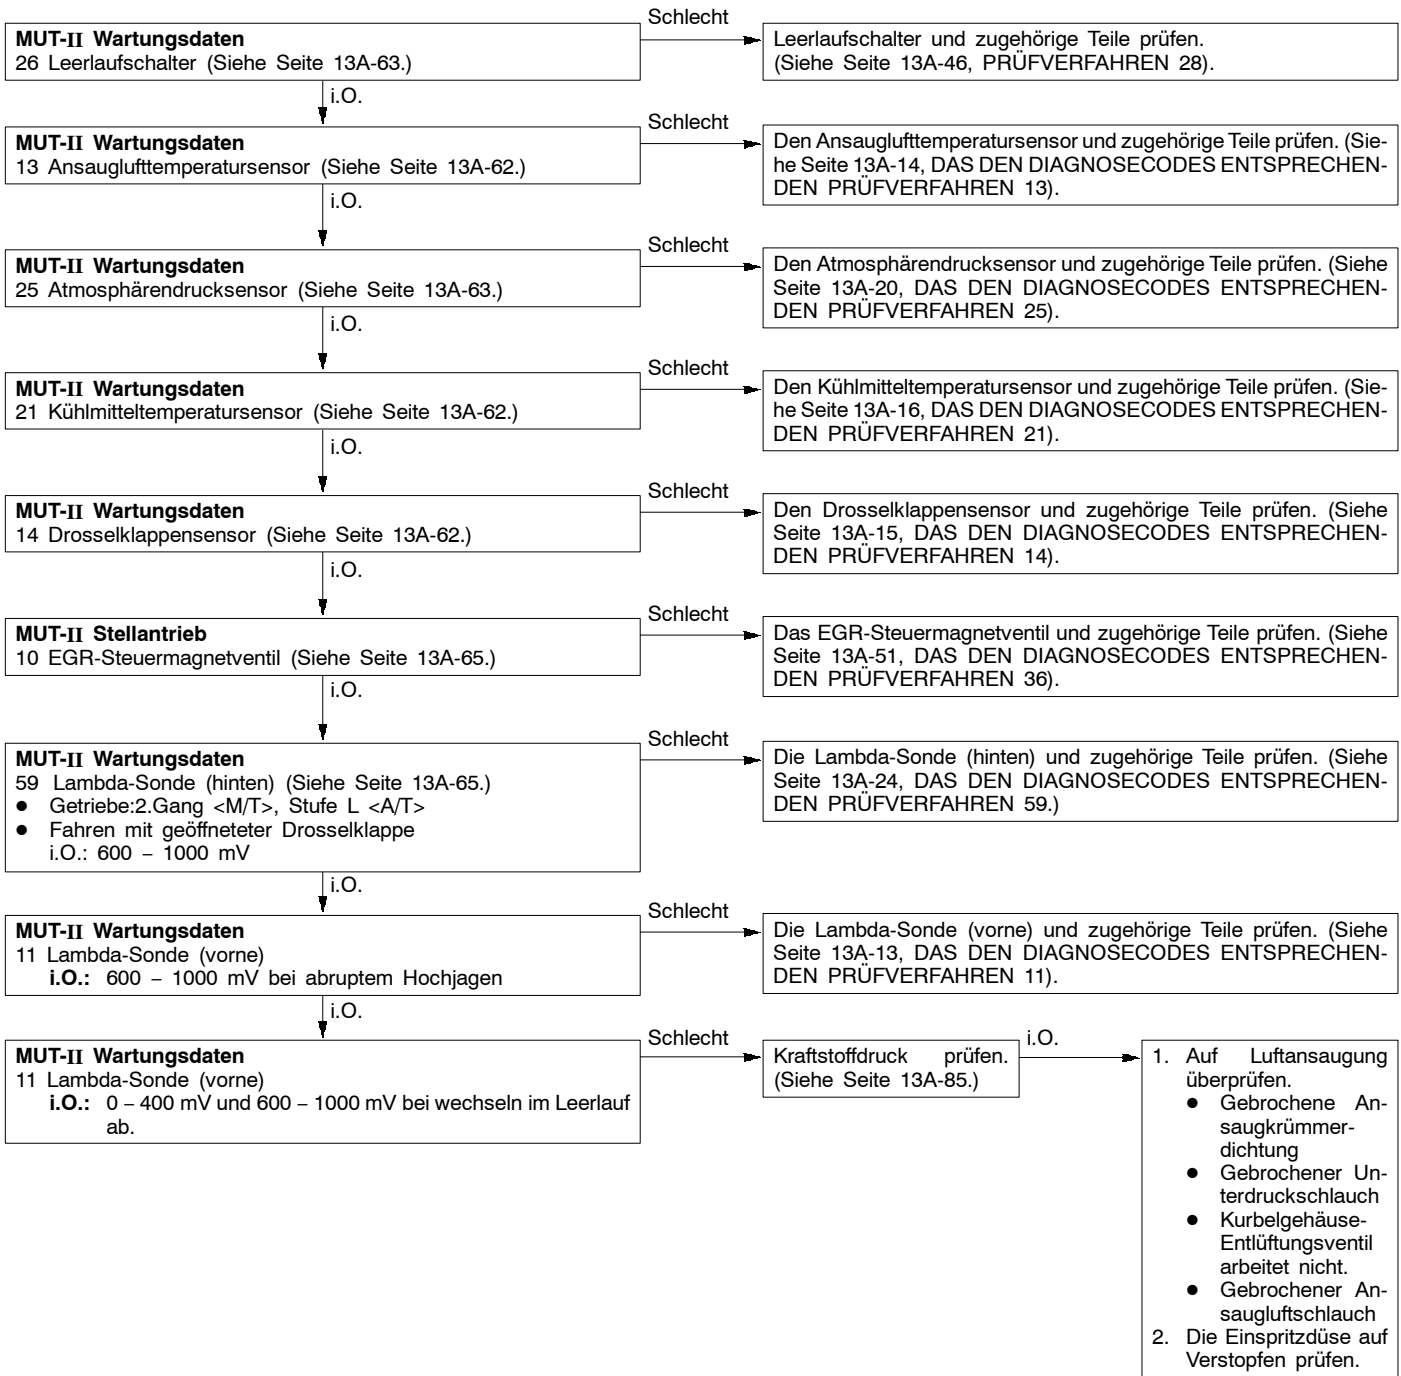 Schlecht
MUT-II Wartungsdaten
26 Leerlaufschalter (Siehe Seite 13A-63.)
Leerlaufschalter und zugehörige Teile prüfen.
(Siehe Seite 13A-46, PRÜFVERFAHREN 28).
i.O.
Schlecht
MUT-II Wartungsdaten
13 Ansauglufttemperatursensor (Siehe Seite 13A-62.)
Den Ansauglufttemperatursensor und zugehörige Teile prüfen. (Sie-
he Seite 13A-14, DAS DEN DIAGNOSECODES ENTSPRECHEN-
DEN PRÜFVERFAHREN 13).
i.O.
Schlecht
MUT-II Wartungsdaten
25 Atmosphärendrucksensor (Siehe Seite 13A-63.)
Den Atmosphärendrucksensor und zugehörige Teile prüfen. (Siehe
Seite 13A-20, DAS DEN DIAGNOSECODES ENTSPRECHEN-
DEN PRÜFVERFAHREN 25).
i.O.
Schlecht
MUT-II Wartungsdaten
21 Kühlmitteltemperatursensor (Siehe Seite 13A-62.)
Den Kühlmitteltemperatursensor und zugehörige Teile prüfen. (Sie-
he Seite 13A-16, DAS DEN DIAGNOSECODES ENTSPRECHEN-
DEN PRÜFVERFAHREN 21).
i.O.
Schlecht
MUT-II Wartungsdaten
14 Drosselklappensensor (Siehe Seite 13A-62.)
Den Drosselklappensensor und zugehörige Teile prüfen. (Siehe
Seite 13A-15, DAS DEN DIAGNOSECODES ENTSPRECHEN-
DEN PRÜFVERFAHREN 14).
i.O.
Schlecht
MUT-II Stellantrieb
10 EGR-Steuermagnetventil (Siehe Seite 13A-65.)
Das EGR-Steuermagnetventil und zugehörige Teile prüfen. (Siehe
Seite 13A-51, DAS DEN DIAGNOSECODES ENTSPRECHEN-
DEN PRÜFVERFAHREN 36).
i.O.
Schlecht
MUT-II Wartungsdaten
59 Lambda-Sonde (hinten) (Siehe Seite 13A-65.)
● Getriebe:2.Gang <M/T>, Stufe L <A/T>
● Fahren mit geöffneteter Drosselklappe
i.O.: 600 – 1000 mV
Die Lambda-Sonde (hinten) und zugehörige Teile prüfen. (Siehe
Seite 13A-24, DAS DEN DIAGNOSECODES ENTSPRECHEN-
DEN PRÜFVERFAHREN 59.)
i.O.
Schlecht
MUT-II Wartungsdaten
11 Lambda-Sonde (vorne)
i.O.: 600 – 1000 mV bei abruptem Hochjagen
Die Lambda-Sonde (vorne) und zugehörige Teile prüfen. (Siehe
Seite 13A-13, DAS DEN DIAGNOSECODES ENTSPRECHEN-
DEN PRÜFVERFAHREN 11).
i.O.
Schlecht
MUT-II Wartungsdaten
11 Lambda-Sonde (vorne)
i.O.: 0 – 400 mV und 600 – 1000 mV bei wechseln im Leerlauf
ab.
Kraftstoffdruck prüfen.
(Siehe Seite 13A-85.)
i.O.
1. Auf Luftansaugung
überprüfen.
● Gebrochene An-
saugkrümmer-
dichtung
● Gebrochener Un-
terdruckschlauch
● Kurbelgehäuse-
Entlüftungsventil
arbeitet nicht.
● Gebrochener An-
saugluftschlauch
2. Die Einspritzdüse auf
Verstopfen prüfen.